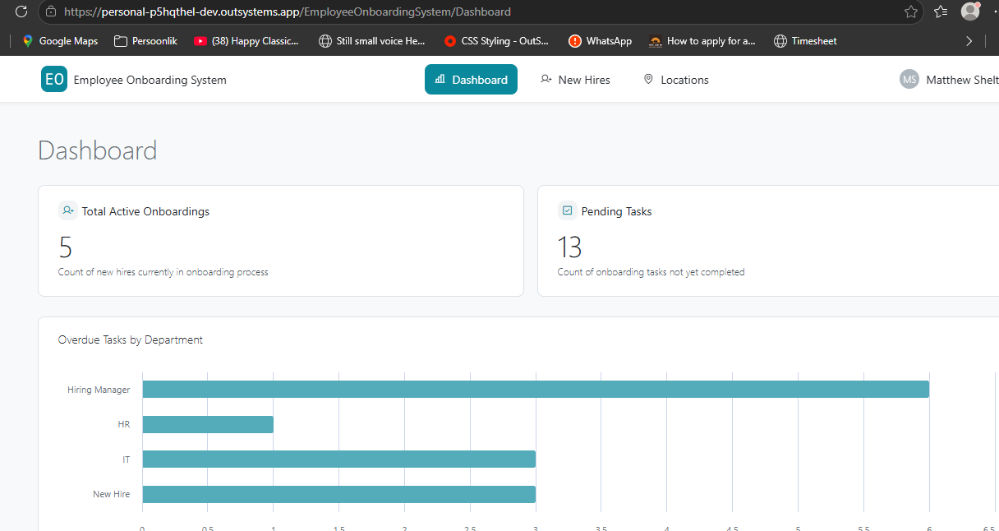 https://personal-p5hqthel-dev.outsystems.app/EmployeeOnboardingSystem/Dashboard
Google Maps Persoonlik (38) Happy Classic... Still small voice He... CSS Styling - OutS... WhatsApp How to apply for a... Timesheet
EO Employee Onboarding System Dashboard New Hires Locations MS Matthew Shelt
Dashboard
Total Active Onboardings
5
Count of new hires currently in onboarding process
Pending Tasks
13
Count of onboarding tasks not yet completed
Overdue Tasks by Department
Hiring Manager
HR
IT
New Hire
0 0.5 1 1.5 2 2.5 3 3.5 4 4.5 5 5.5 6 6.5